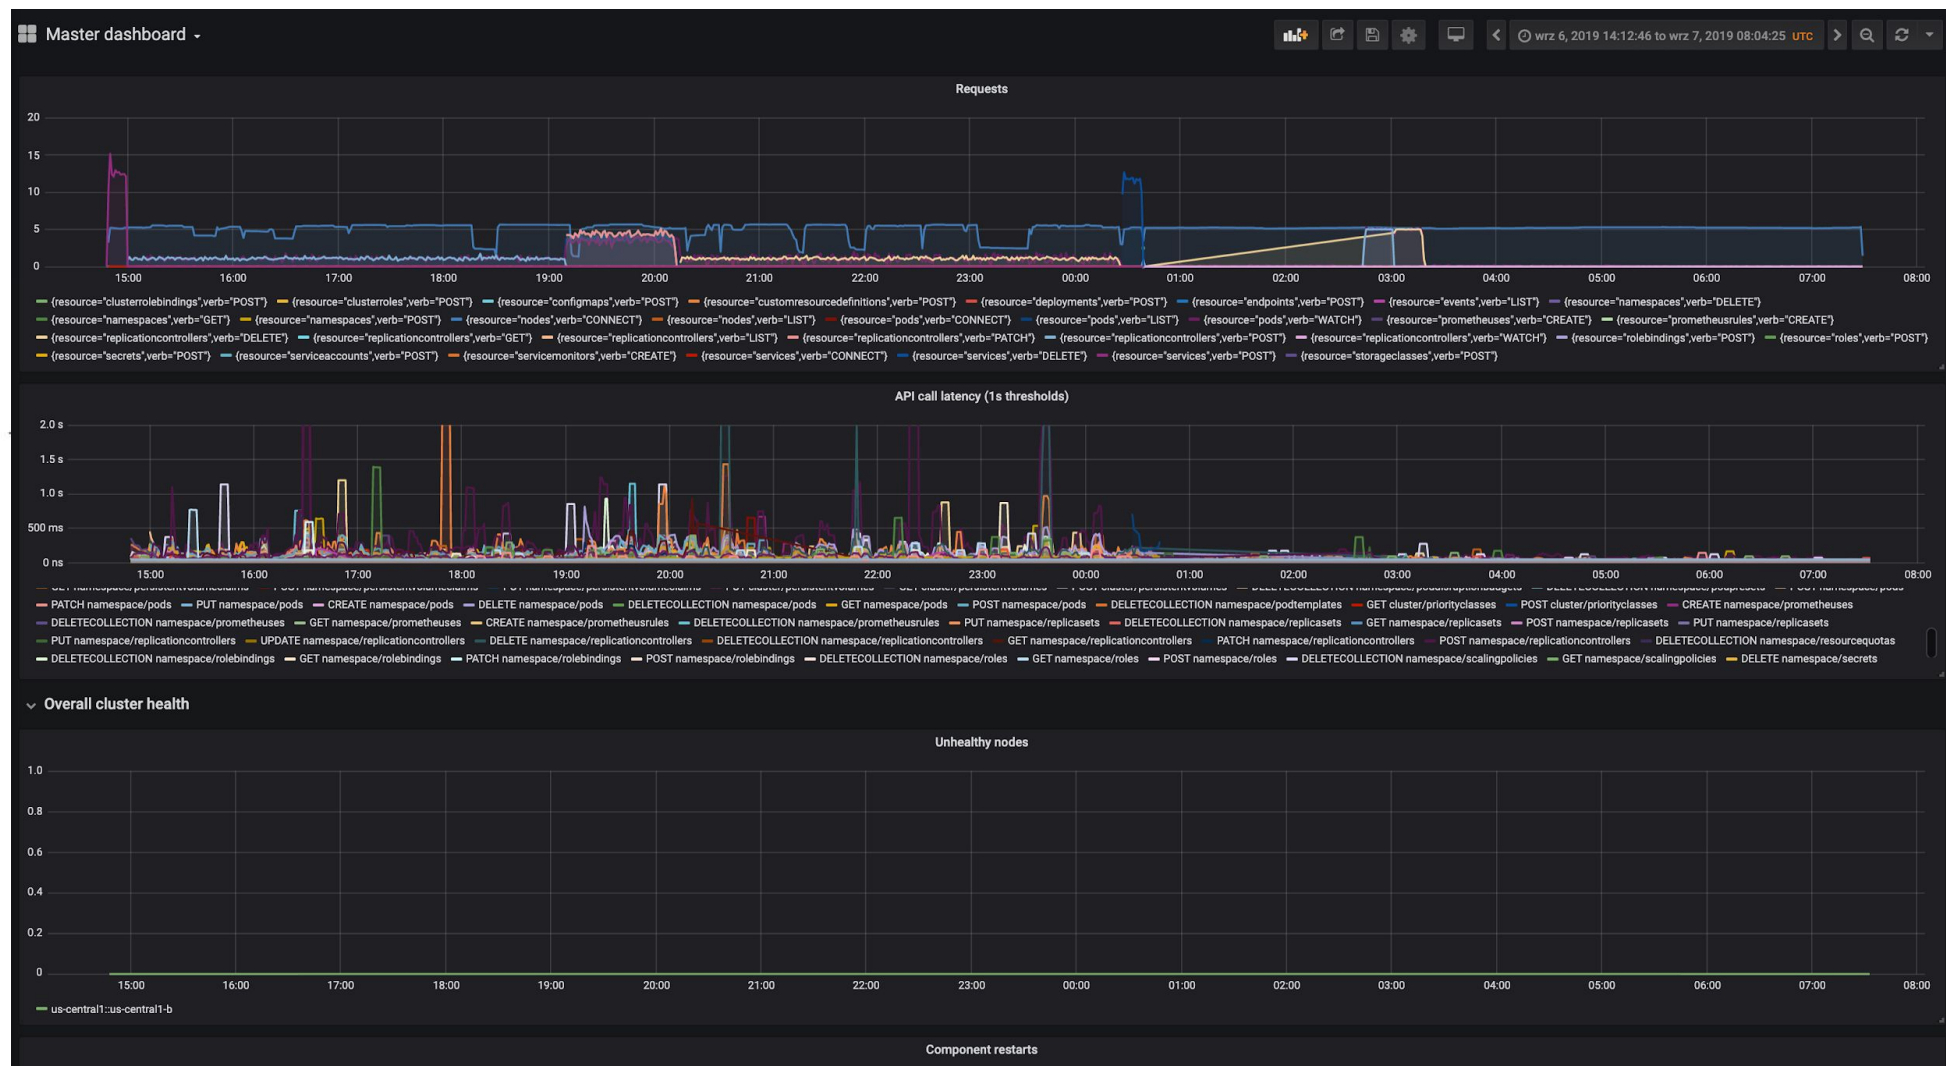 Master dashboard
wrz 6, 2019 14:12:46 to wrz 7, 2019 08:04:25 UTC
Requests
20
15
10
5
0
15:00 16:00 17:00 18:00 19:00 20:00 21:00 22:00 23:00 00:00 01:00 02:00 03:00 04:00 05:00 06:00 07:00 08:00
{resource="clusterrolebindings",verb="POST"} {resource="clusterroles",verb="POST"} {resource="configmaps",verb="POST"} {resource="customresourcedefinitions",verb="POST"} {resource="deployments",verb="POST"} {resource="endpoints",verb="POST"} {resource="events",verb="LIST"} {resource="namespaces",verb="DELETE"}
{resource="namespaces",verb="GET"} {resource="namespaces",verb="POST"} {resource="nodes",verb="CONNECT"} {resource="nodes",verb="LIST"} {resource="pods",verb="CONNECT"} {resource="pods",verb="LIST"} {resource="pods",verb="WATCH"} {resource="prometheuses",verb="CREATE"} {resource="prometheusrules",verb="CREATE"}
{resource="replicationcontrollers",verb="DELETE"} {resource="replicationcontrollers",verb="GET"} {resource="replicationcontrollers",verb="LIST"} {resource="replicationcontrollers",verb="PATCH"} {resource="replicationcontrollers",verb="POST"} {resource="replicationcontrollers",verb="WATCH"} {resource="rolebindings",verb="POST"} {resource="roles",verb="POST"}
{resource="secrets",verb="POST"} {resource="serviceaccounts",verb="POST"} {resource="servicemonitors",verb="CREATE"} {resource="services",verb="CONNECT"} {resource="services",verb="DELETE"} {resource="services",verb="POST"} {resource="storageclasses",verb="POST"}
API call latency (1s thresholds)
2.0 s
1.5 s
1.0 s
500 ms
0 ns
15:00 16:00 17:00 18:00 19:00 20:00 21:00 22:00 23:00 00:00 01:00 02:00 03:00 04:00 05:00 06:00 07:00 08:00
PATCH namespace/pods PUT namespace/pods CREATE namespace/pods DELETE namespace/pods DELETECOLLECTION namespace/pods GET namespace/pods POST namespace/pods DELETECOLLECTION namespace/podtemplates GET cluster/priorityclasses POST cluster/priorityclasses CREATE namespace/prometheuses
DELETECOLLECTION namespace/prometheuses GET namespace/prometheuses CREATE namespace/prometheusrules DELETECOLLECTION namespace/prometheusrules PUT namespace/replicasets DELETECOLLECTION namespace/replicasets GET namespace/replicasets POST namespace/replicasets PUT namespace/replicasets
PUT namespace/replicationcontrollers UPDATE namespace/replicationcontrollers DELETE namespace/replicationcontrollers DELETECOLLECTION namespace/replicationcontrollers GET namespace/replicationcontrollers PATCH namespace/replicationcontrollers POST namespace/replicationcontrollers DELETECOLLECTION namespace/resourcequotas
DELETECOLLECTION namespace/rolebindings GET namespace/rolebindings PATCH namespace/rolebindings POST namespace/rolebindings DELETECOLLECTION namespace/roles GET namespace/roles POST namespace/roles DELETECOLLECTION namespace/scalingpolicies GET namespace/scalingpolicies DELETE namespace/secrets
Overall cluster health
Unhealthy nodes
1.0
0.8
0.6
0.4
0.2
0
15:00 16:00 17:00 18:00 19:00 20:00 21:00 22:00 23:00 00:00 01:00 02:00 03:00 04:00 05:00 06:00 07:00 08:00
us-central1::us-central1-b
Component restarts